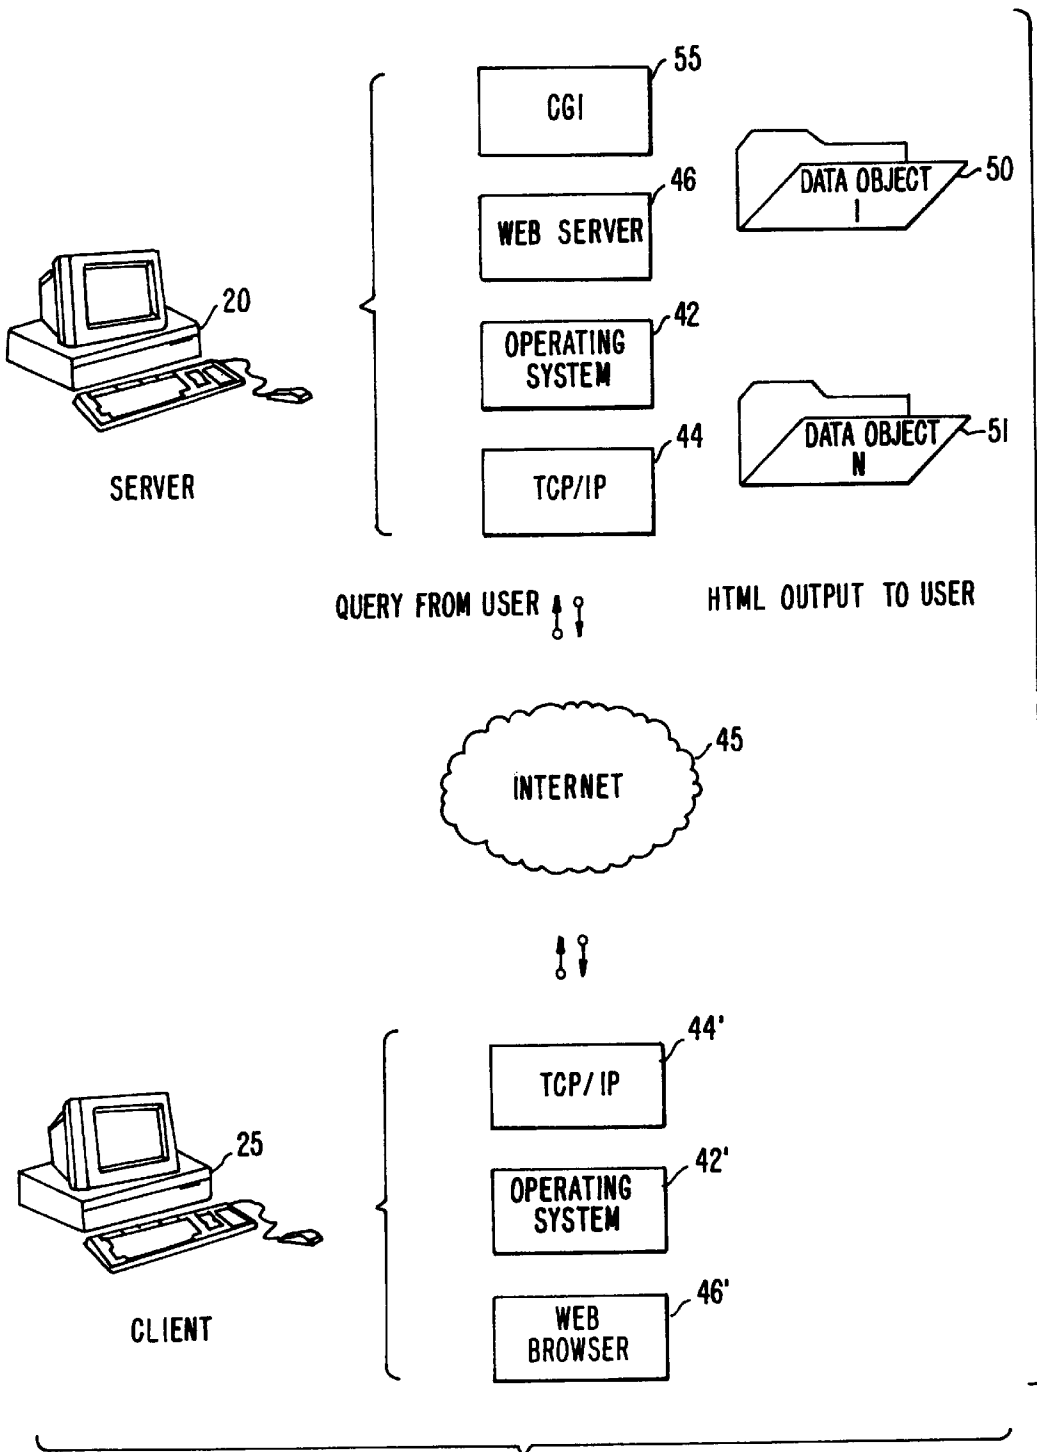 55
CGI
46
WEB SERVER
DATA OBJECT
1
50
20
42
OPERATING
SYSTEM
SERVER
44
TCP/IP
DATA OBJECT
N
51
QUERY FROM USER
HTML OUTPUT TO USER
45
INTERNET
44'
TCP/IP
25
42'
OPERATING
SYSTEM
CLIENT
46'
WEB
BROWSER